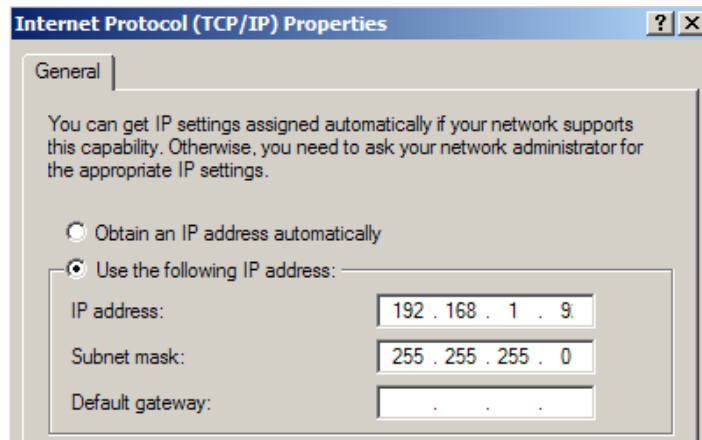 Internet Protocol (TCP/IP) Properties
General
You can get IP settings assigned automatically if your network supports
this capability. Otherwise, you need to ask your network administrator for
the appropriate IP settings.
Obtain an IP address automatically
Use the following IP address:
IP address: 192 . 168 . 1 .
Subnet mask: 255 . 255 . 255 . 0
Default gateway: . . .